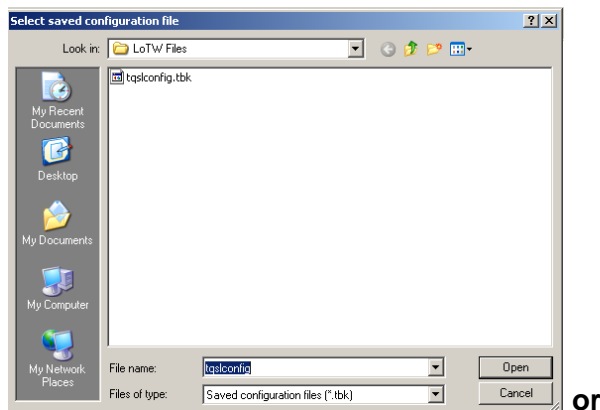 Select saved configuration file
Look in:
LoTW Files
tqslconfig.tbk
My Recent
Documents
Desktop
My Documents
My Computer
My Network
Places
File name:
tqslconfig
Open
Files of type:
Saved configuration files (*.tbk)
Cancel
or